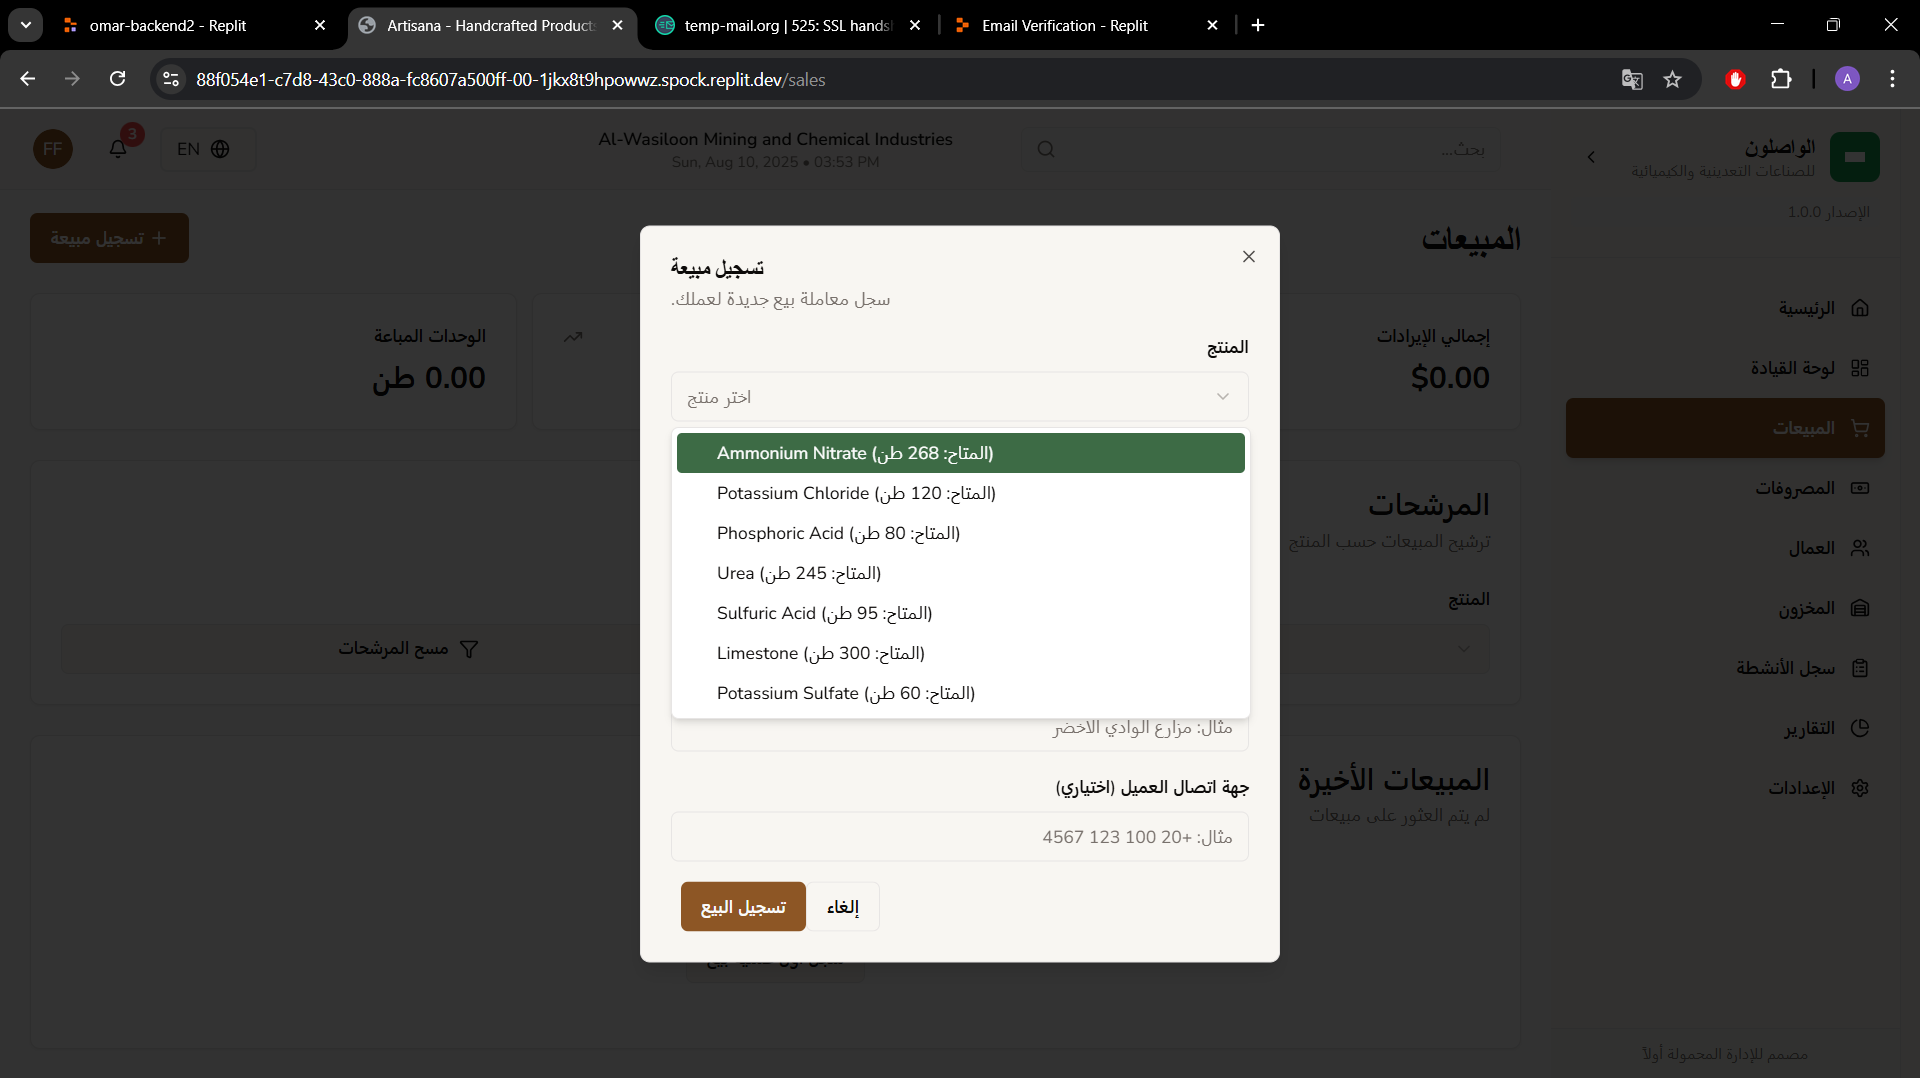 omar-backend2 - Replit
Artisana - Handcrafted Products
temp-mail.org | 525: SSL handsh
Email Verification - Replit
88f054e1-c7d8-43c0-888a-fc8607a500ff-00-1jkx8t9hpowwz.spock.replit.dev/sales
A
FF
3
EN
Al-Wasiloon Mining and Chemical Industries
Sun, Aug 10, 2025 • 03:53 PM
بحث...
الواصلون
للصناعات التعدينية والكيميائية
الإصدار 1.0.0
الرئيسية
لوحة القيادة
المبيعات
المصروفات
العمال
المخزون
سجل الأنشطة
التقارير
الإعدادات
مصمم للإدارة المحمولة أولاً
المبيعات
تسجيل مبيعة
إجمالي الإيرادات
$0.00
الوحدات المباعة
0.00 طن
المرشحات
ترشيح المبيعات حسب المنتج
المنتج
مسح المرشحات
المبيعات الأخيرة
لم يتم العثور على مبيعات
تسجيل مبيعة
سجل معاملة بيع جديدة لعملك.
المنتج
اختر منتج
Ammonium Nitrate (المتاح: 268 طن)
Potassium Chloride (المتاح: 120 طن)
Phosphoric Acid (المتاح: 80 طن)
Urea (المتاح: 245 طن)
Sulfuric Acid (المتاح: 95 طن)
Limestone (المتاح: 300 طن)
Potassium Sulfate (المتاح: 60 طن)
مثال: مزارع الوادي الأخضر
جهة اتصال العميل (اختياري)
مثال: +20 100 123 4567
تسجيل البيع
إلغاء